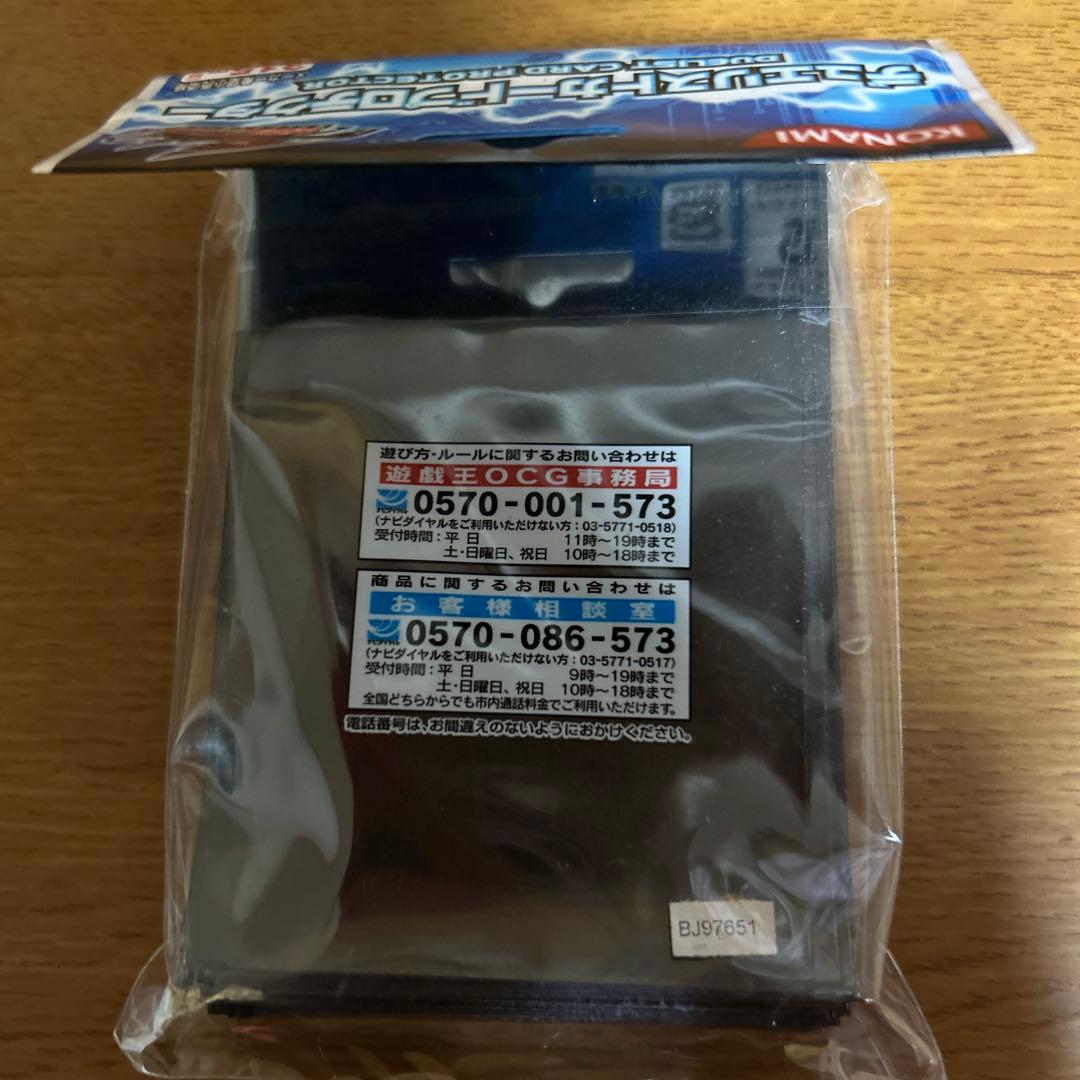 デュエリストカードプロテクター
DUELIST CARD PROTECTOR
KONAMI
遊び方・ルールに関するお問い合わせは
遊戯王OCG事務局
0570-001-573
(ナビダイヤルをご利用いただけない方：03-5771-0518)
受付時間：平 日 11時〜19時まで
土・日曜日、祝日 10時〜18時まで
商品に関するお問い合わせは
お客様相談室
0570-086-573
(ナビダイヤルをご利用いただけない方：03-5771-0517)
受付時間：平 日 9時〜19時まで
土・日曜日、祝日 10時〜18時まで
全国どちらからでも市内通話料金でご利用いただけます。
電話番号は、お間違えのないようにおかけください。
BJ97651